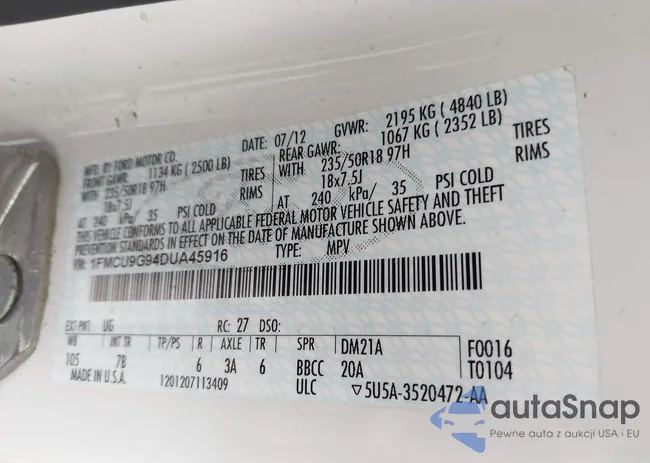 MFD. BY FORD MOTOR CO.
DATE: 07/12 GVWR: 2195 KG ( 4840 LB)
FRONT GAWR: 1134 KG ( 2500 LB) REAR GAWR: 1067 KG ( 2352 LB)
WITH 235/50R18 97H TIRES WITH 235/50R18 97H TIRES
18x7.5J RIMS 18x7.5J RIMS
AT 240 kPa/ 35 PSI COLD AT 240 kPa/ 35 PSI COLD
CONFORMS TO ALL APPLICABLE FEDERAL MOTOR VEHICLE SAFETY AND THEFT
PREVENTION STANDARDS IN EFFECT ON THE DATE OF MANUFACTURE SHOWN ABOVE.
VIN: 1FMCU9G94DUA45916 TYPE: MPV
EXT PNT: UG RC: 27 DSO:
WB INT TR TP/PS R AXLE TR SPR DM21A F0016
105 7B 6 3A 6 BBCC 20A T0104
MADE IN U.S.A. 1201207113409 ULC ▽5U5A-3520472-AA
autaSnap
Pewne auta z aukcji USA i EU